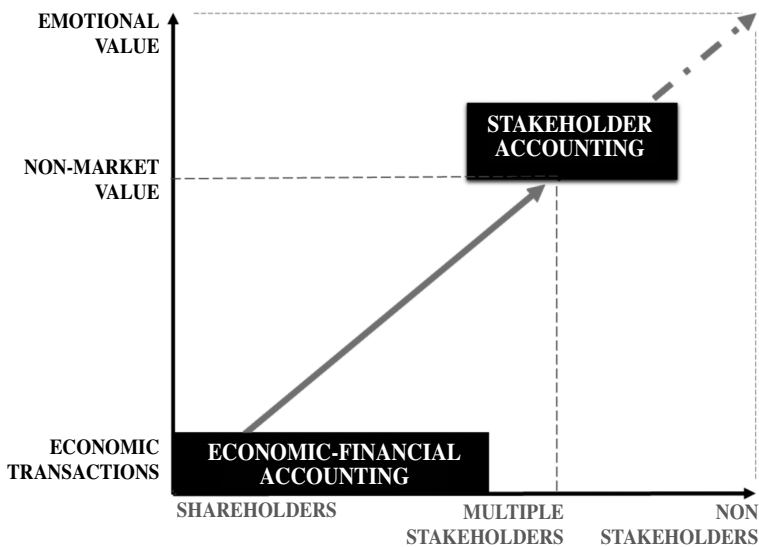 EMOTIONAL
VALUE
STAKEHOLDER
ACCOUNTING
NON-MARKET
VALUE
ECONOMIC
TRANSACTIONS
ECONOMIC-FINANCIAL
ACCOUNTING
SHAREHOLDERS
MULTIPLE
STAKEHOLDERS
NON
STAKEHOLDERS